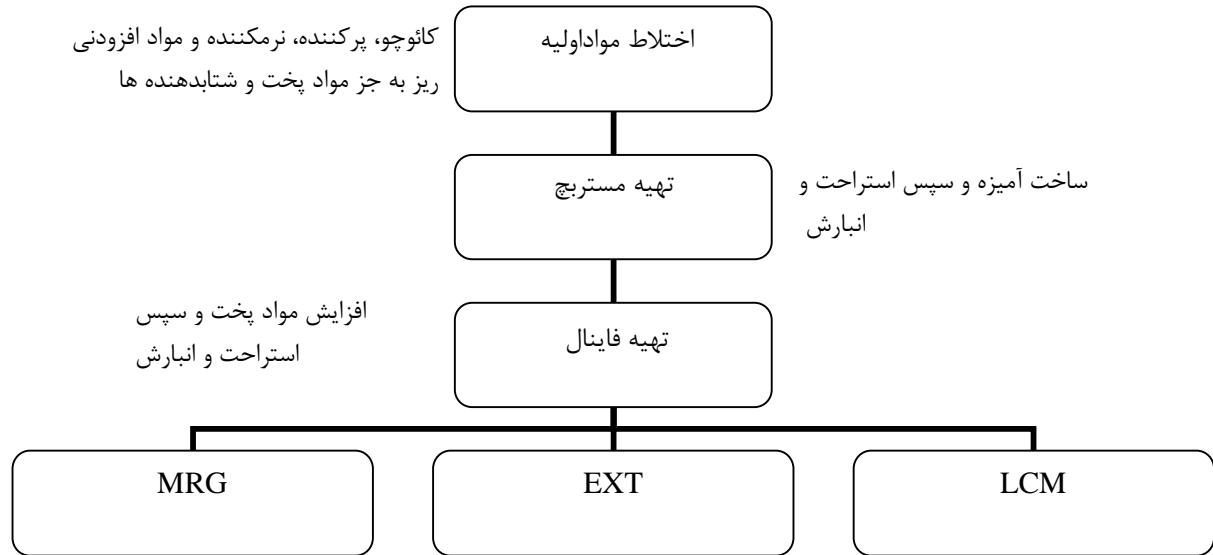 اختلاط مواداولیه
کائوچو، پرکننده، نرمکننده و مواد افزودنی
ریز به جز مواد پخت و شتابدهنده ها
تهیه مستربچ
ساخت آمیزه و سپس استراحت و
انبارش
تهیه فاینال
افزایش مواد پخت و سپس
استراحت و انبارش
MRG
EXT
LCM